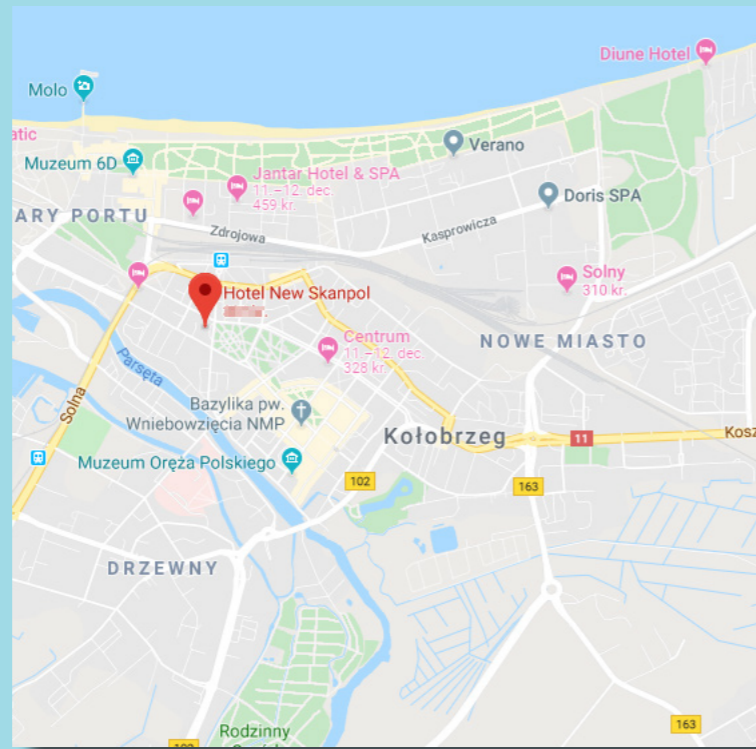 Diune Hotel
Molo
atic
Verano
Muzeum 6D
Jantar Hotel & SPA
11.–12. dec.
459 kr.
Doris SPA
ARY PORTU
Zdrojowa
Kasprowicza
Solny
310 kr.
Hotel New Skanpol
Centrum
11.–12. dec.
328 kr
NOWE MIASTO
Parsęta
Solna
Bazylika pw.
Wniebowzięcia NMP
Kołobrzeg
11
Kosz
Muzeum Oręża Polskiego
102
163
DRZEWNY
163
Rodzinny
102